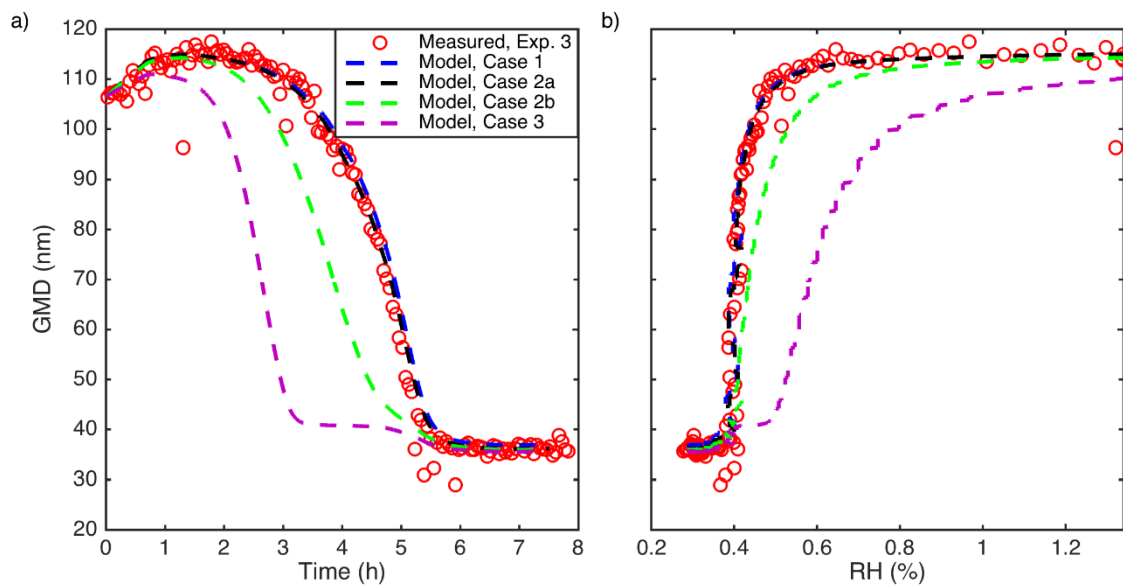 a)
120
110
100
90
80
70
60
50
40
30
20
GMD (nm)
0
1
2
3
4
5
6
7
8
Time (h)
Measured, Exp. 3
Model, Case 1
Model, Case 2a
Model, Case 2b
Model, Case 3
b)
0.2
0.4
0.6
0.8
1
1.2
RH (%)